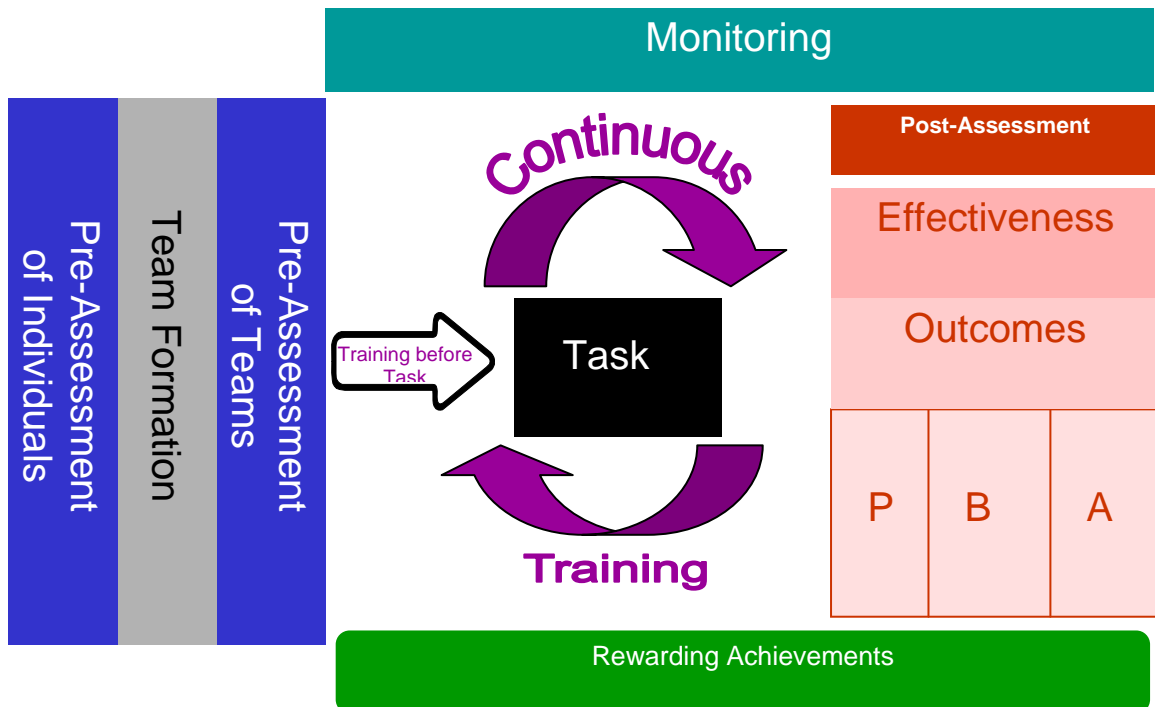 Monitoring
Pre-Assessment
of Individuals
Team Formation
Pre-Assessment
of Teams
Training before
Task
Continuous
Task
Training
Post-Assessment
Effectiveness
Outcomes
P
B
A
Rewarding Achievements